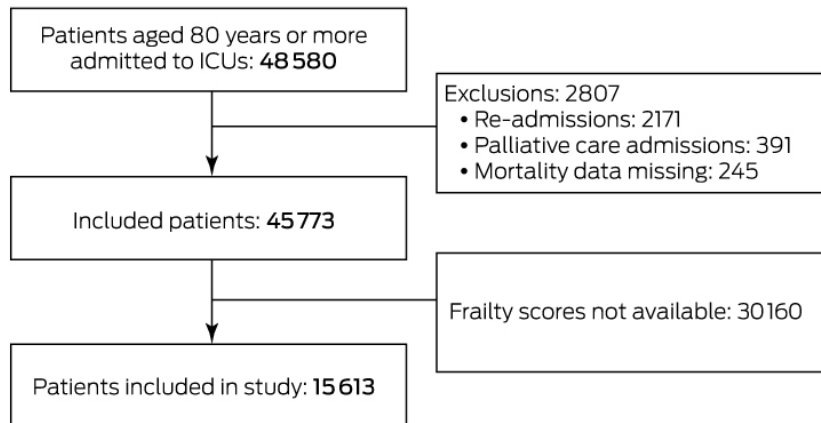 Patients aged 80 years or more
admitted to ICUs: 48 580
Exclusions: 2807
• Re-admissions: 2171
• Palliative care admissions: 391
• Mortality data missing: 245
Included patients: 45 773
Frailty scores not available: 30 160
Patients included in study: 15 613